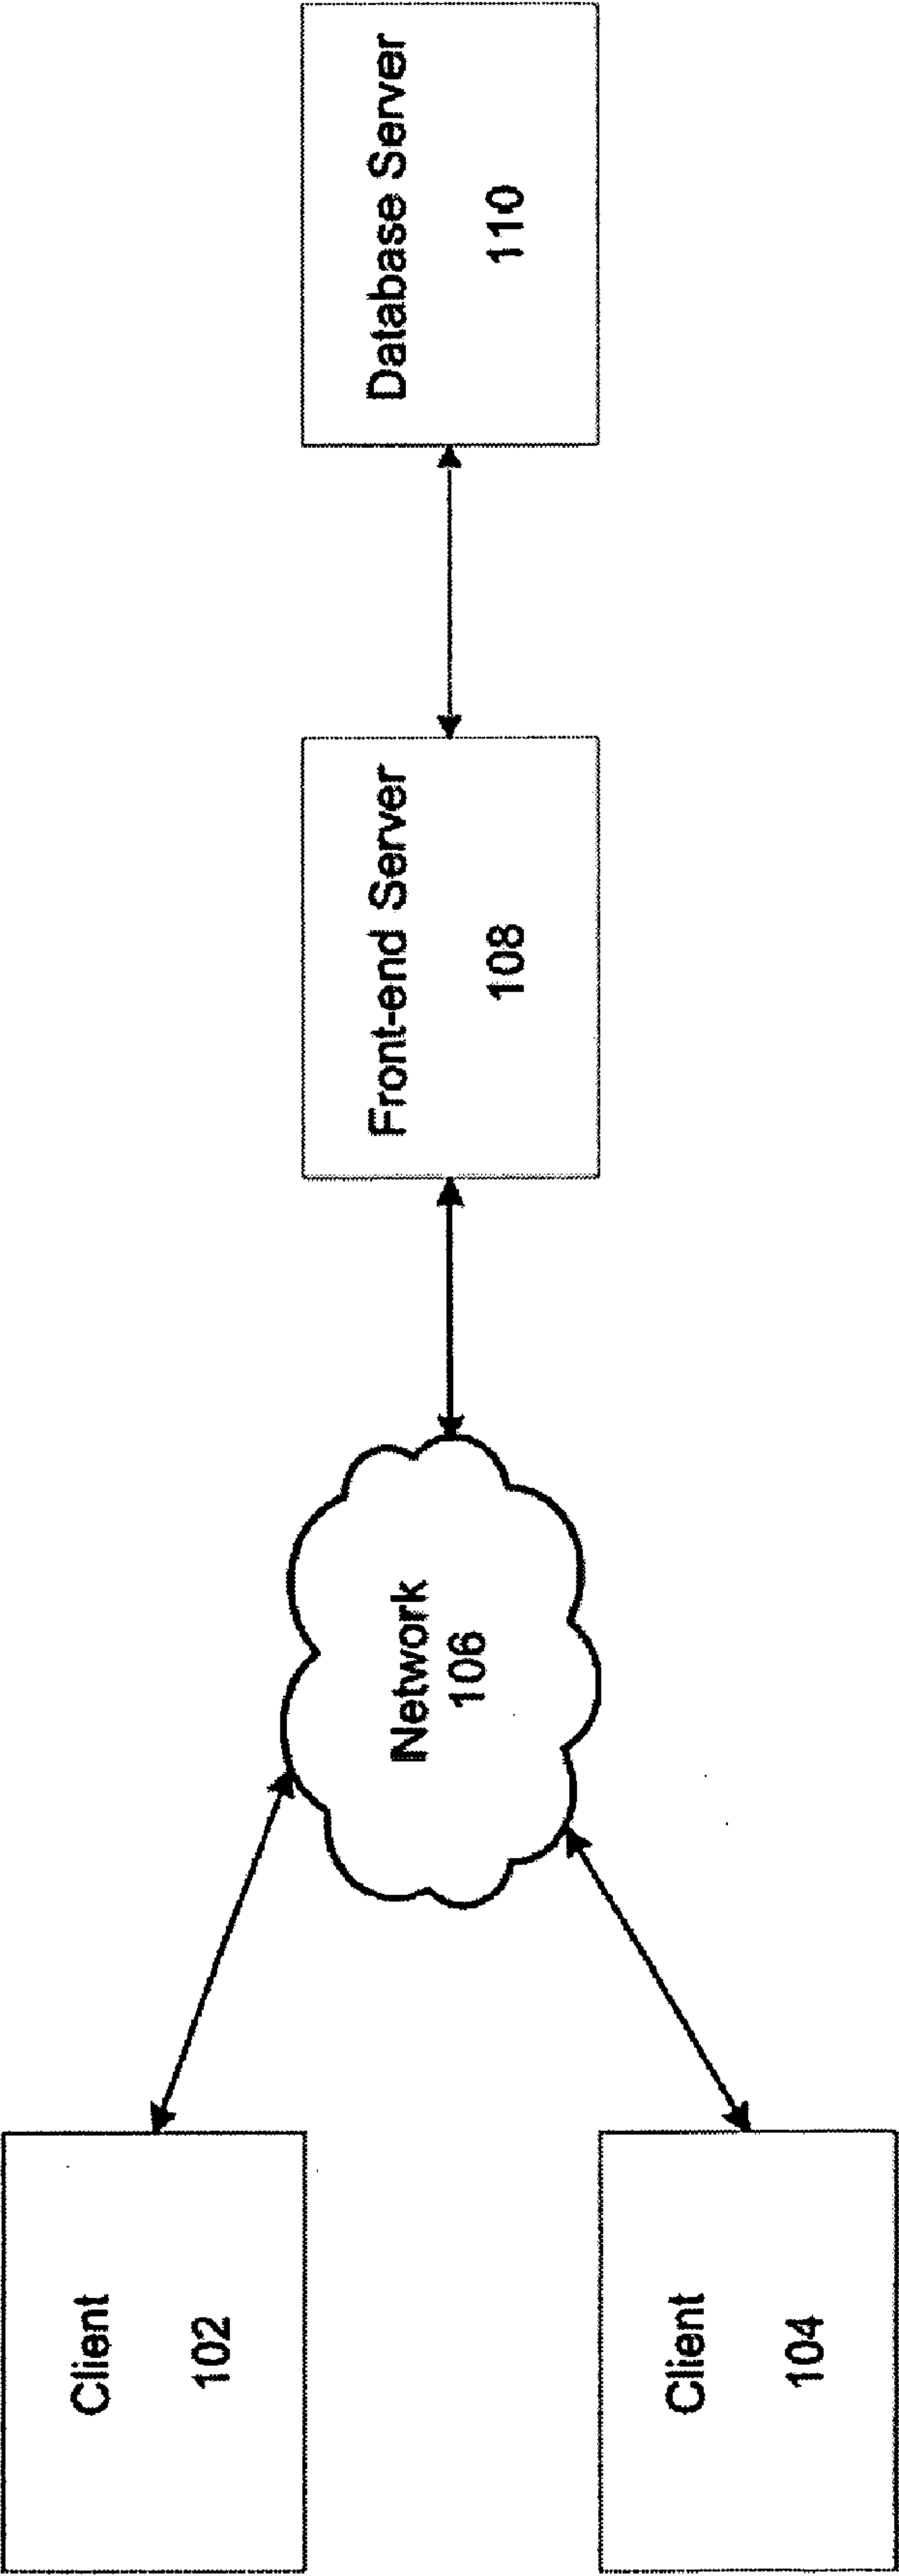 Client
102
Client
104
Network
106
Front-end Server
108
Database Server
110